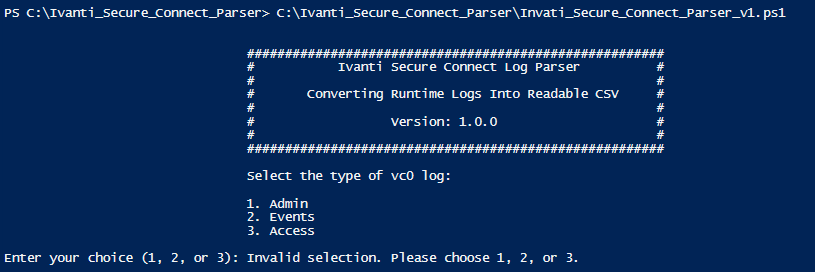 PS C:\Ivanti_Secure_Connect_Parser> C:\Ivanti_Secure_Connect_Parser\Invati_Secure_Connect_Parser_v1.ps1
#######################################################
# Ivanti Secure Connect Log Parser #
# #
# Converting Runtime Logs Into Readable CSV #
# #
# Version: 1.0.0 #
# #
#######################################################
Select the type of vc0 log:
1. Admin
2. Events
3. Access
Enter your choice (1, 2, or 3): Invalid selection. Please choose 1, 2, or 3.